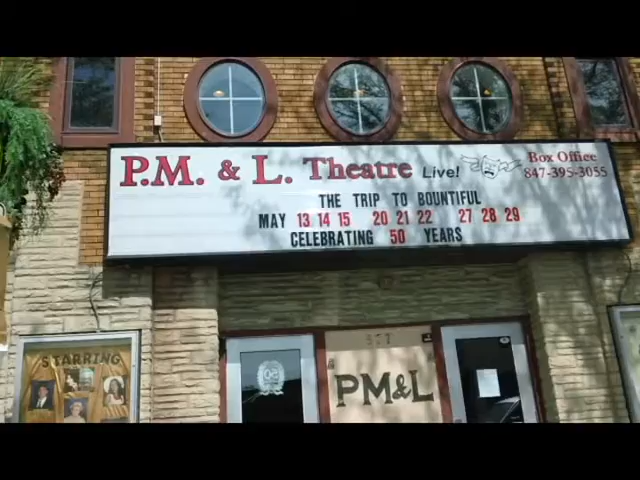 P.M. & L. Theatre Live!
Box Office
847-395-3055
THE TRIP TO BOUNTIFUL
MAY 13 14 15 20 21 22 27 28 29
CELEBRATING 50 YEARS
STARRING
PM&L
50